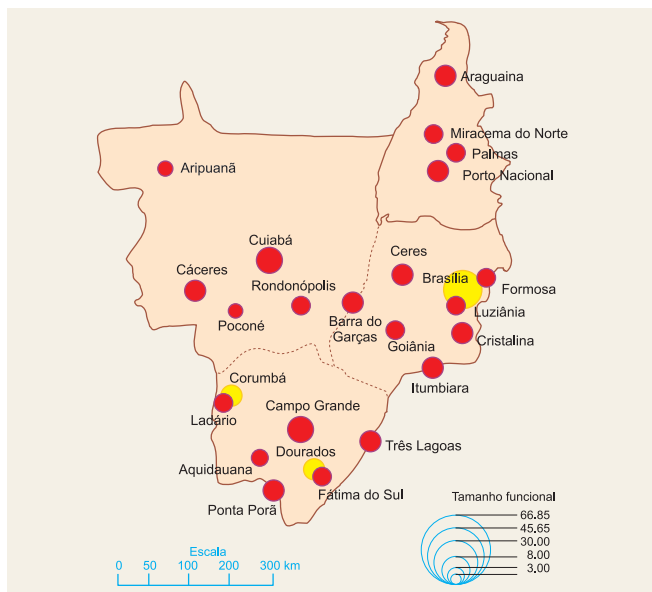 Araguaina
Miracema do Norte
Palmas
Porto Nacional
Aripuanã
Cuiabá
Ceres
Cáceres
Rondonópolis
Brasília
Formosa
Poconé
Barra do
Garças
Luziânia
Goiânia
Cristalina
Itumbiara
Corumbá
Ladário
Campo Grande
Dourados
Três Lagoas
Aquidauana
Fátima do Sul
Ponta Porã
Tamanho funcional
66.85
45.65
30.00
8.00
3.00
Escala
0 50 100 200 300 km